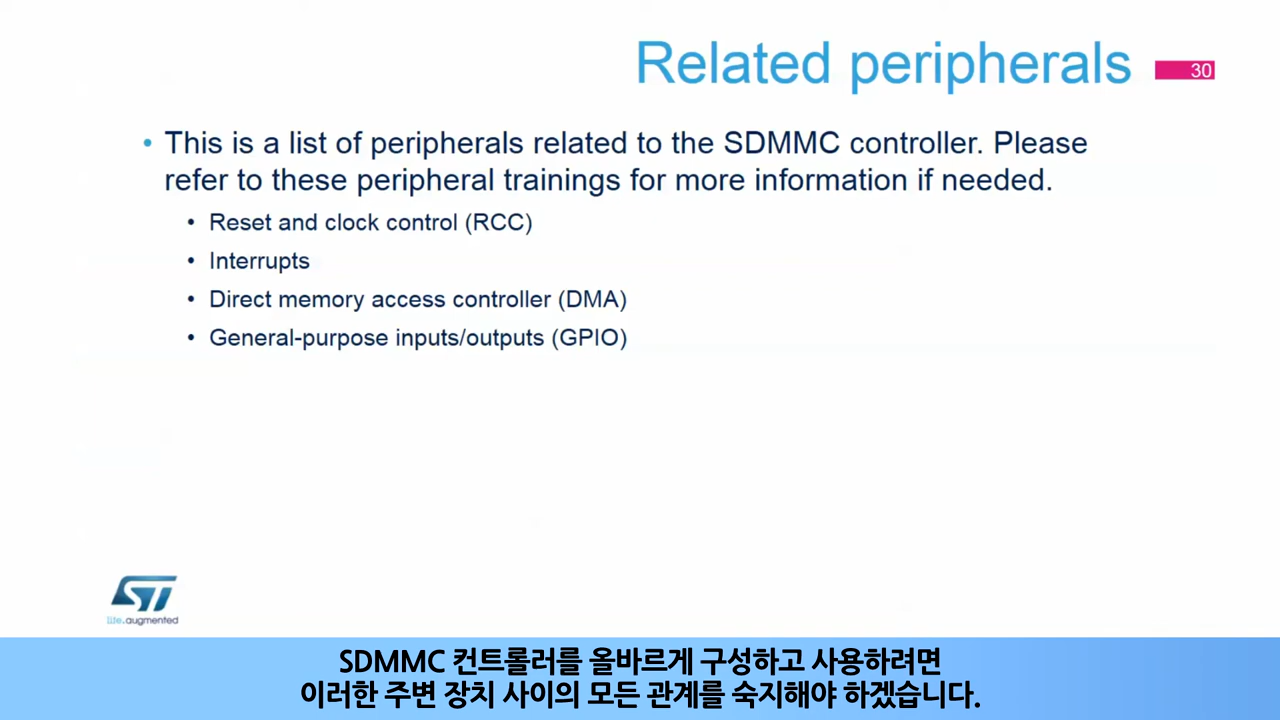 Related peripherals
30
• This is a list of peripherals related to the SDMMC controller. Please
refer to these peripheral trainings for more information if needed.
• Reset and clock control (RCC)
• Interrupts
• Direct memory access controller (DMA)
• General-purpose inputs/outputs (GPIO)
ST
life.augmented
SDMMC 컨트롤러를 올바르게 구성하고 사용하려면
이러한 주변 장치 사이의 모든 관계를 숙지해야 하겠습니다.